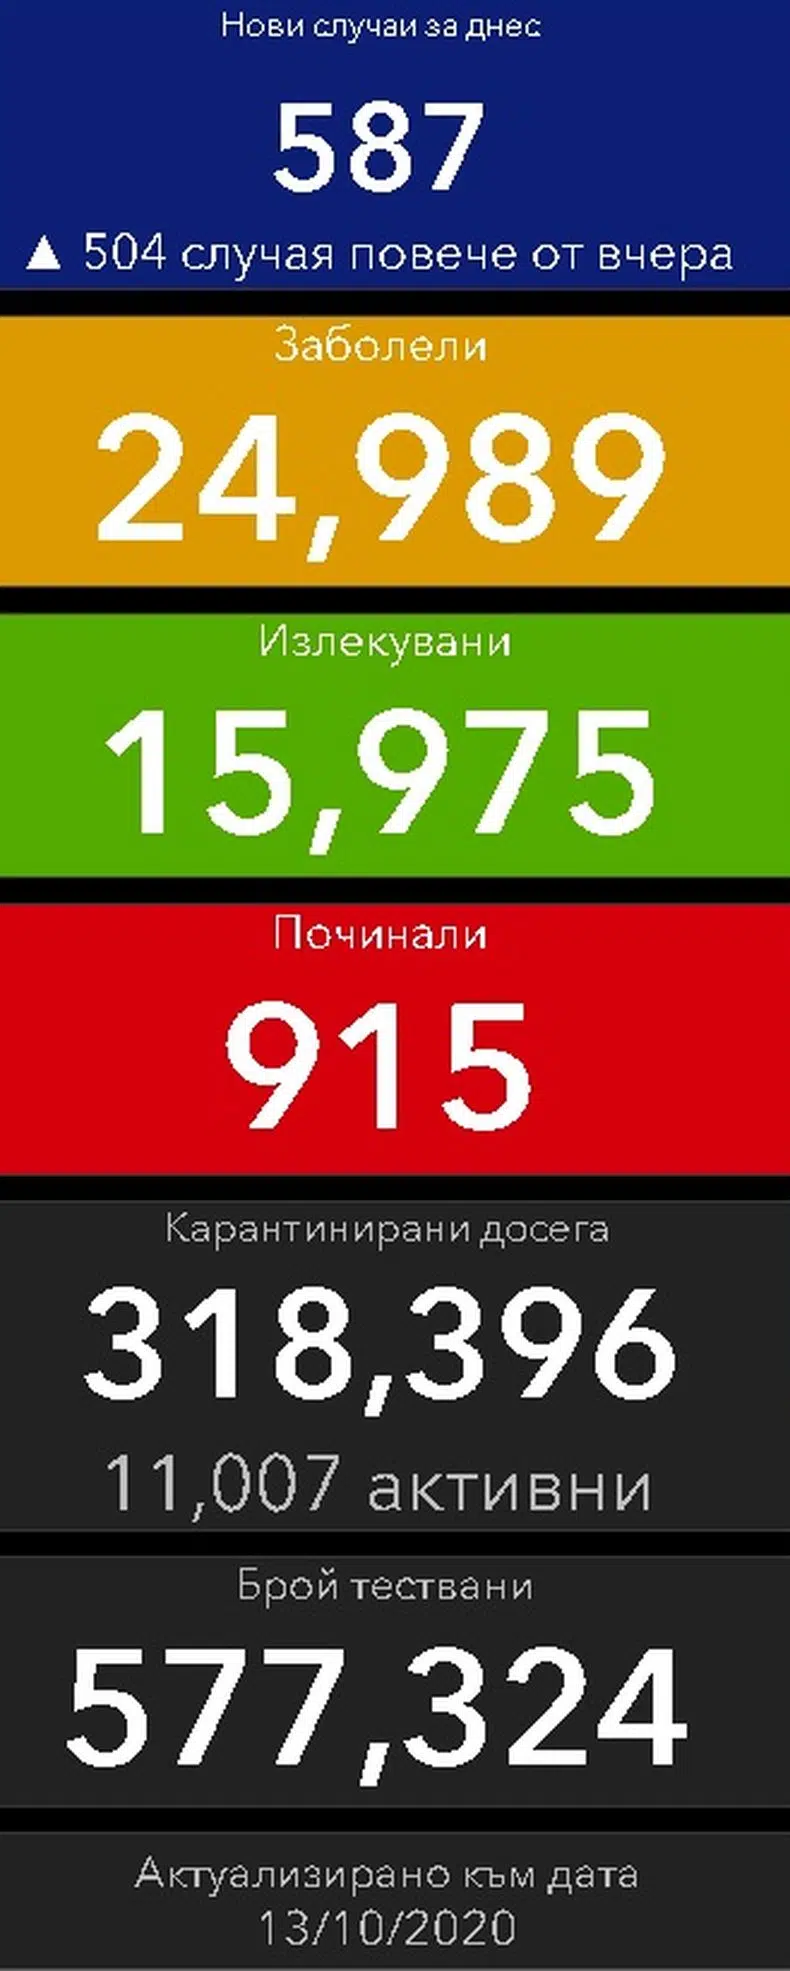 Нови случаи за днес
587
▲ 504 случая повече от вчера
Заболели
24,989
Излекувани
15,975
Починали
915
Карантинирани досега
318,396
11,007 активни
Брой тествани
577,324
Актуализирано към дата
13/10/2020